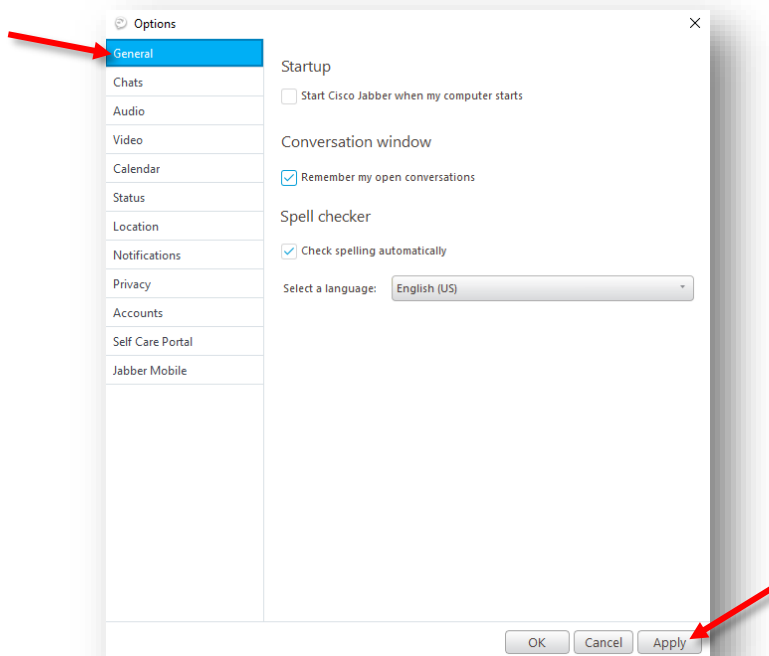 Options
General
Chats
Audio
Video
Calendar
Status
Location
Notifications
Privacy
Accounts
Self Care Portal
Jabber Mobile
Startup
Start Cisco Jabber when my computer starts
Conversation window
Remember my open conversations
Spell checker
Check spelling automatically
Select a language: English (US)
OK Cancel Apply